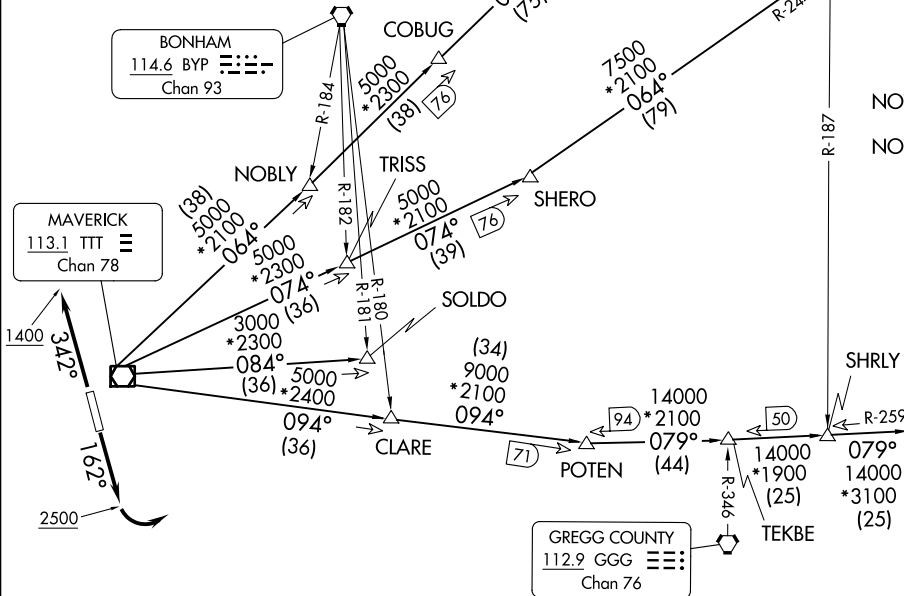 (75)
R-24
COBUG
BONHAM
114.6 BYP
Chan 93
R-184
5000
*2300
(38)
76
7500
*2100
064°
(79)
NO
NO
R-187
NOBLY
TRISS
R-182
5000
*2100
074°
(39)
76
SHERO
(38)
5000
*2100
064°
MAVERICK
113.1 TTT
Chan 78
5000
*2300
074°
(36)
R-181
R-180
SOLDO
1400
342°
3000
*2300
084°
(36)
5000
*2400
094°
(36)
CLARE
(34)
9000
*2100
094°
71
POTEN
94
14000
*2100
079°
(44)
50
SHRLY
R-259
14000
*1900
(25)
079°
14000
*3100
(25)
162°
2500
R-346
TEKBE
GREGG COUNTY
112.9 GGG
Chan 76